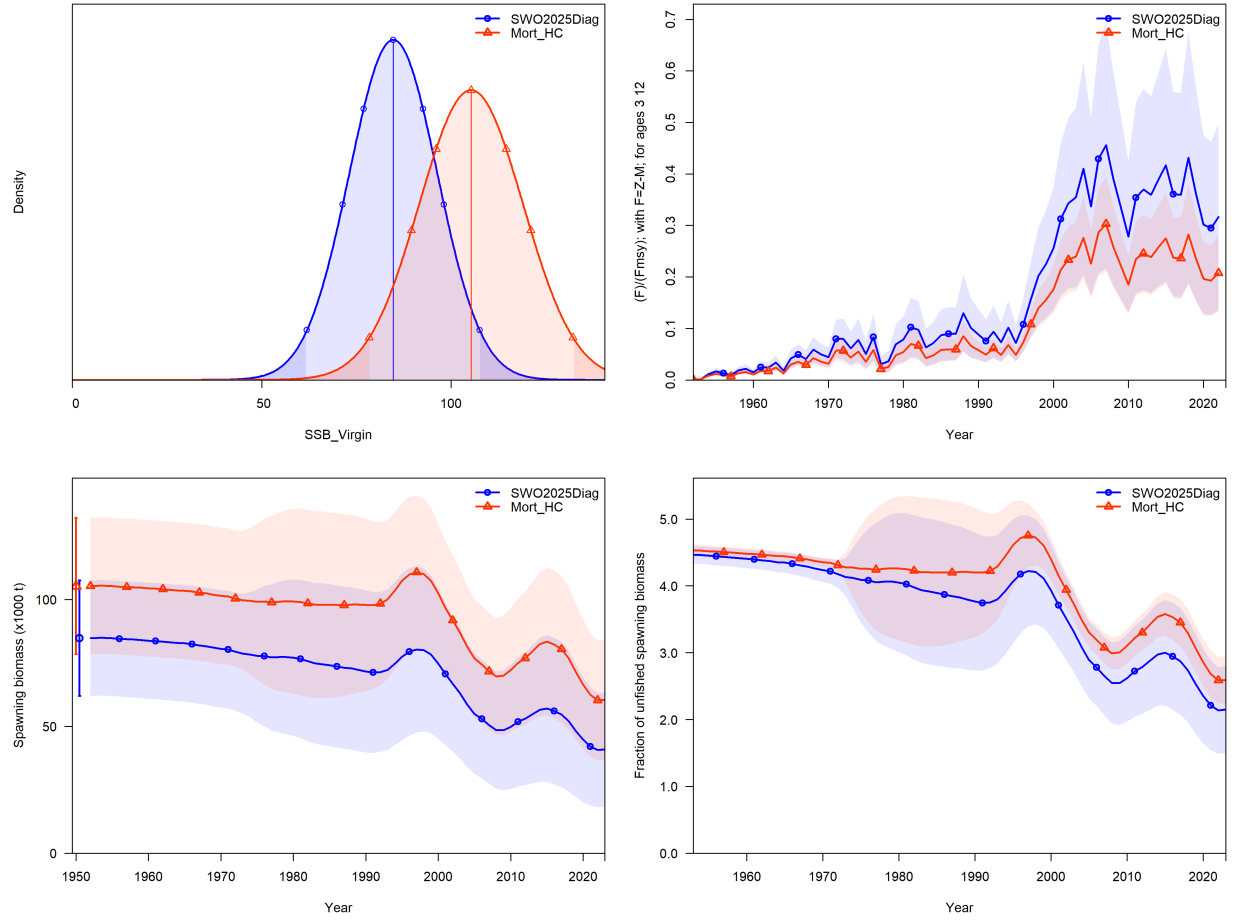 SWO2025Diag
Mort_HC
Density
0
50
100
SSB_Virgin
SWO2025Diag
Mort_HC
(F)/(Fmsy); with F=Z-M; for ages 3 12
0.7
0.6
0.5
0.4
0.3
0.2
0.1
0.0
1960
1970
1980
1990
2000
2010
2020
Year
SWO2025Diag
Mort_HC
Spawning biomass (x1000 t)
100
50
0
1950
1960
1970
1980
1990
2000
2010
2020
Year
SWO2025Diag
Mort_HC
Fraction of unfished spawning biomass
5.0
4.0
3.0
2.0
1.0
0.0
1960
1970
1980
1990
2000
2010
2020
Year